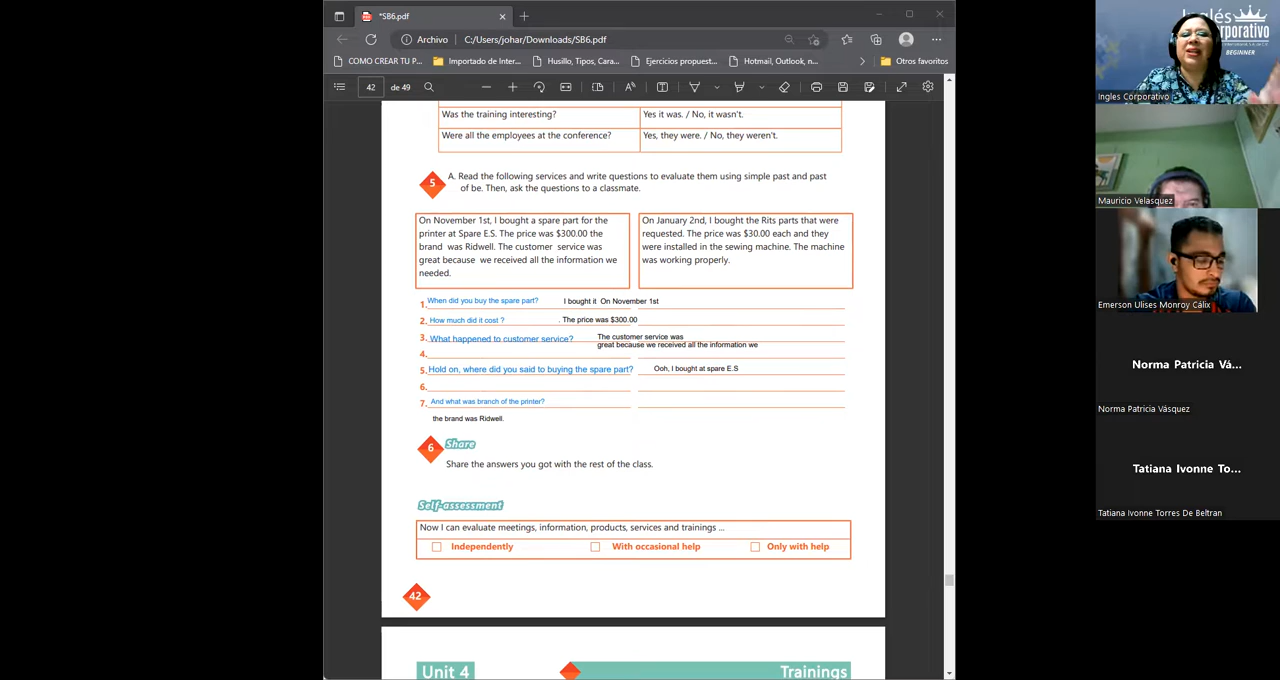 *SB6.pdf
Archivo C:/Users/johar/Downloads/SB6.pdf
COMO CREAR TU P... Importado de Inter... Husillo, Tipos, Cara... Ejercicios propuest... Hotmail, Outlook, n... Otros favoritos
42 de 49
Was the training interesting? Yes it was. / No, it wasn't.
Were all the employees at the conference? Yes, they were. / No, they weren't.
5 A. Read the following services and write questions to evaluate them using simple past and past
of be. Then, ask the questions to a classmate.
On November 1st, I bought a spare part for the
printer at Spare E.S. The price was $300.00 the
brand was Ridwell. The customer service was
great because we received all the information we
needed.
On January 2nd, I bought the Rits parts that were
requested. The price was $30.00 each and they
were installed in the sewing machine. The machine
was working properly.
1. When did you buy the spare part? I bought it On November 1st
2. How much did it cost ? . The price was $300.00
3. What happened to customer service? The customer service was
great because we received all the information we
4.
5. Hold on, where did you said to buying the spare part? Ooh, I bought at spare E.S
6.
7. And what was branch of the printer?
the brand was Ridwell.
6 Share
Share the answers you got with the rest of the class.
Self-assessment
Now I can evaluate meetings, information, products, services and trainings ...
Independently With occasional help Only with help
42
Unit 4 Trainings
Inglés
Corporativo
BEGINNER
Ingles Corporativo
Mauricio Velasquez
Emerson Ulises Monroy Cálix
Norma Patricia Vá...
Norma Patricia Vásquez
Tatiana Ivonne To...
Tatiana Ivonne Torres De Beltran